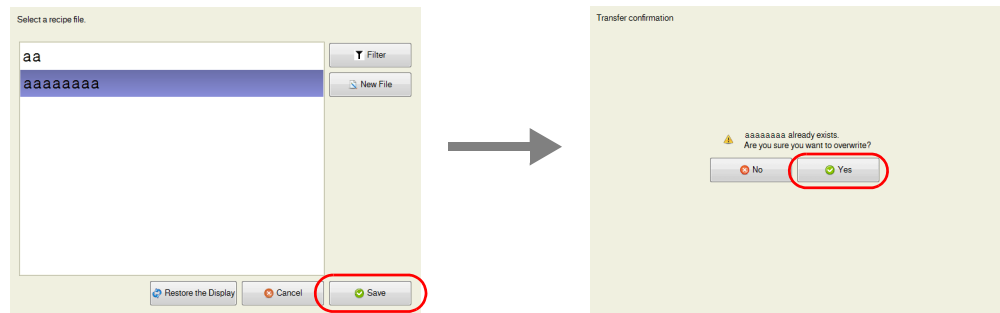 Select a recipe file.
aa
aaaaaaaa
Filter
New File
Restore the Display
Cancel
Save
Transfer confirmation
aaaaaaaa already exists.
Are you sure you want to overwrite?
No
Yes